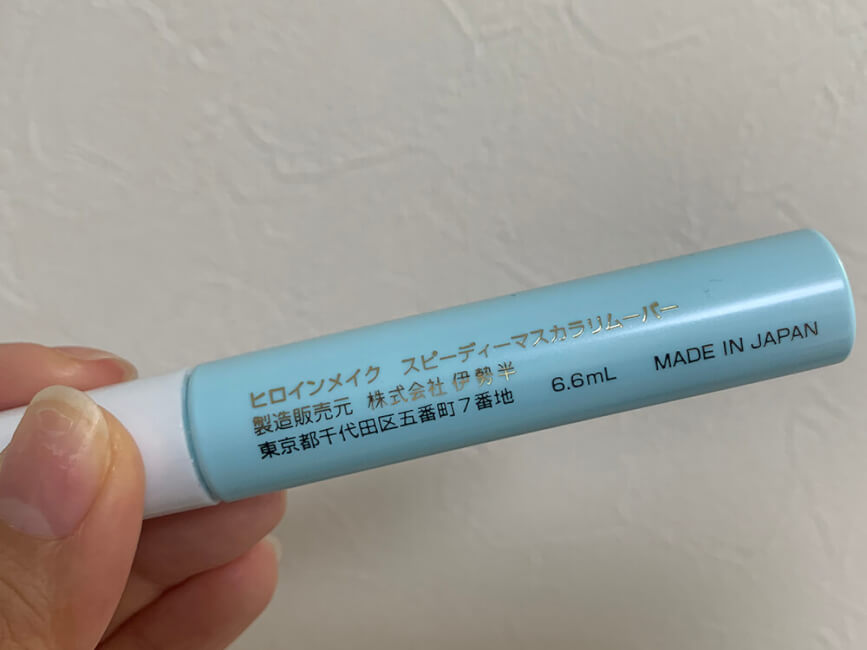 ヒロインメイク スピーディーマスカラリムーバー
製造販売元 株式会社 伊勢半
東京都千代田区五番町7番地 6.6mL MADE IN JAPAN